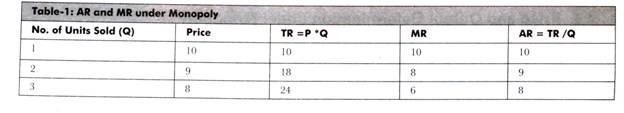 Table-1: AR and MR under Monopoly
No. of Units Sold (Q) Price TR =P *Q MR AR = TR /Q
1 10 10 10 10
2 9 18 8 9
3 8 24 6 8